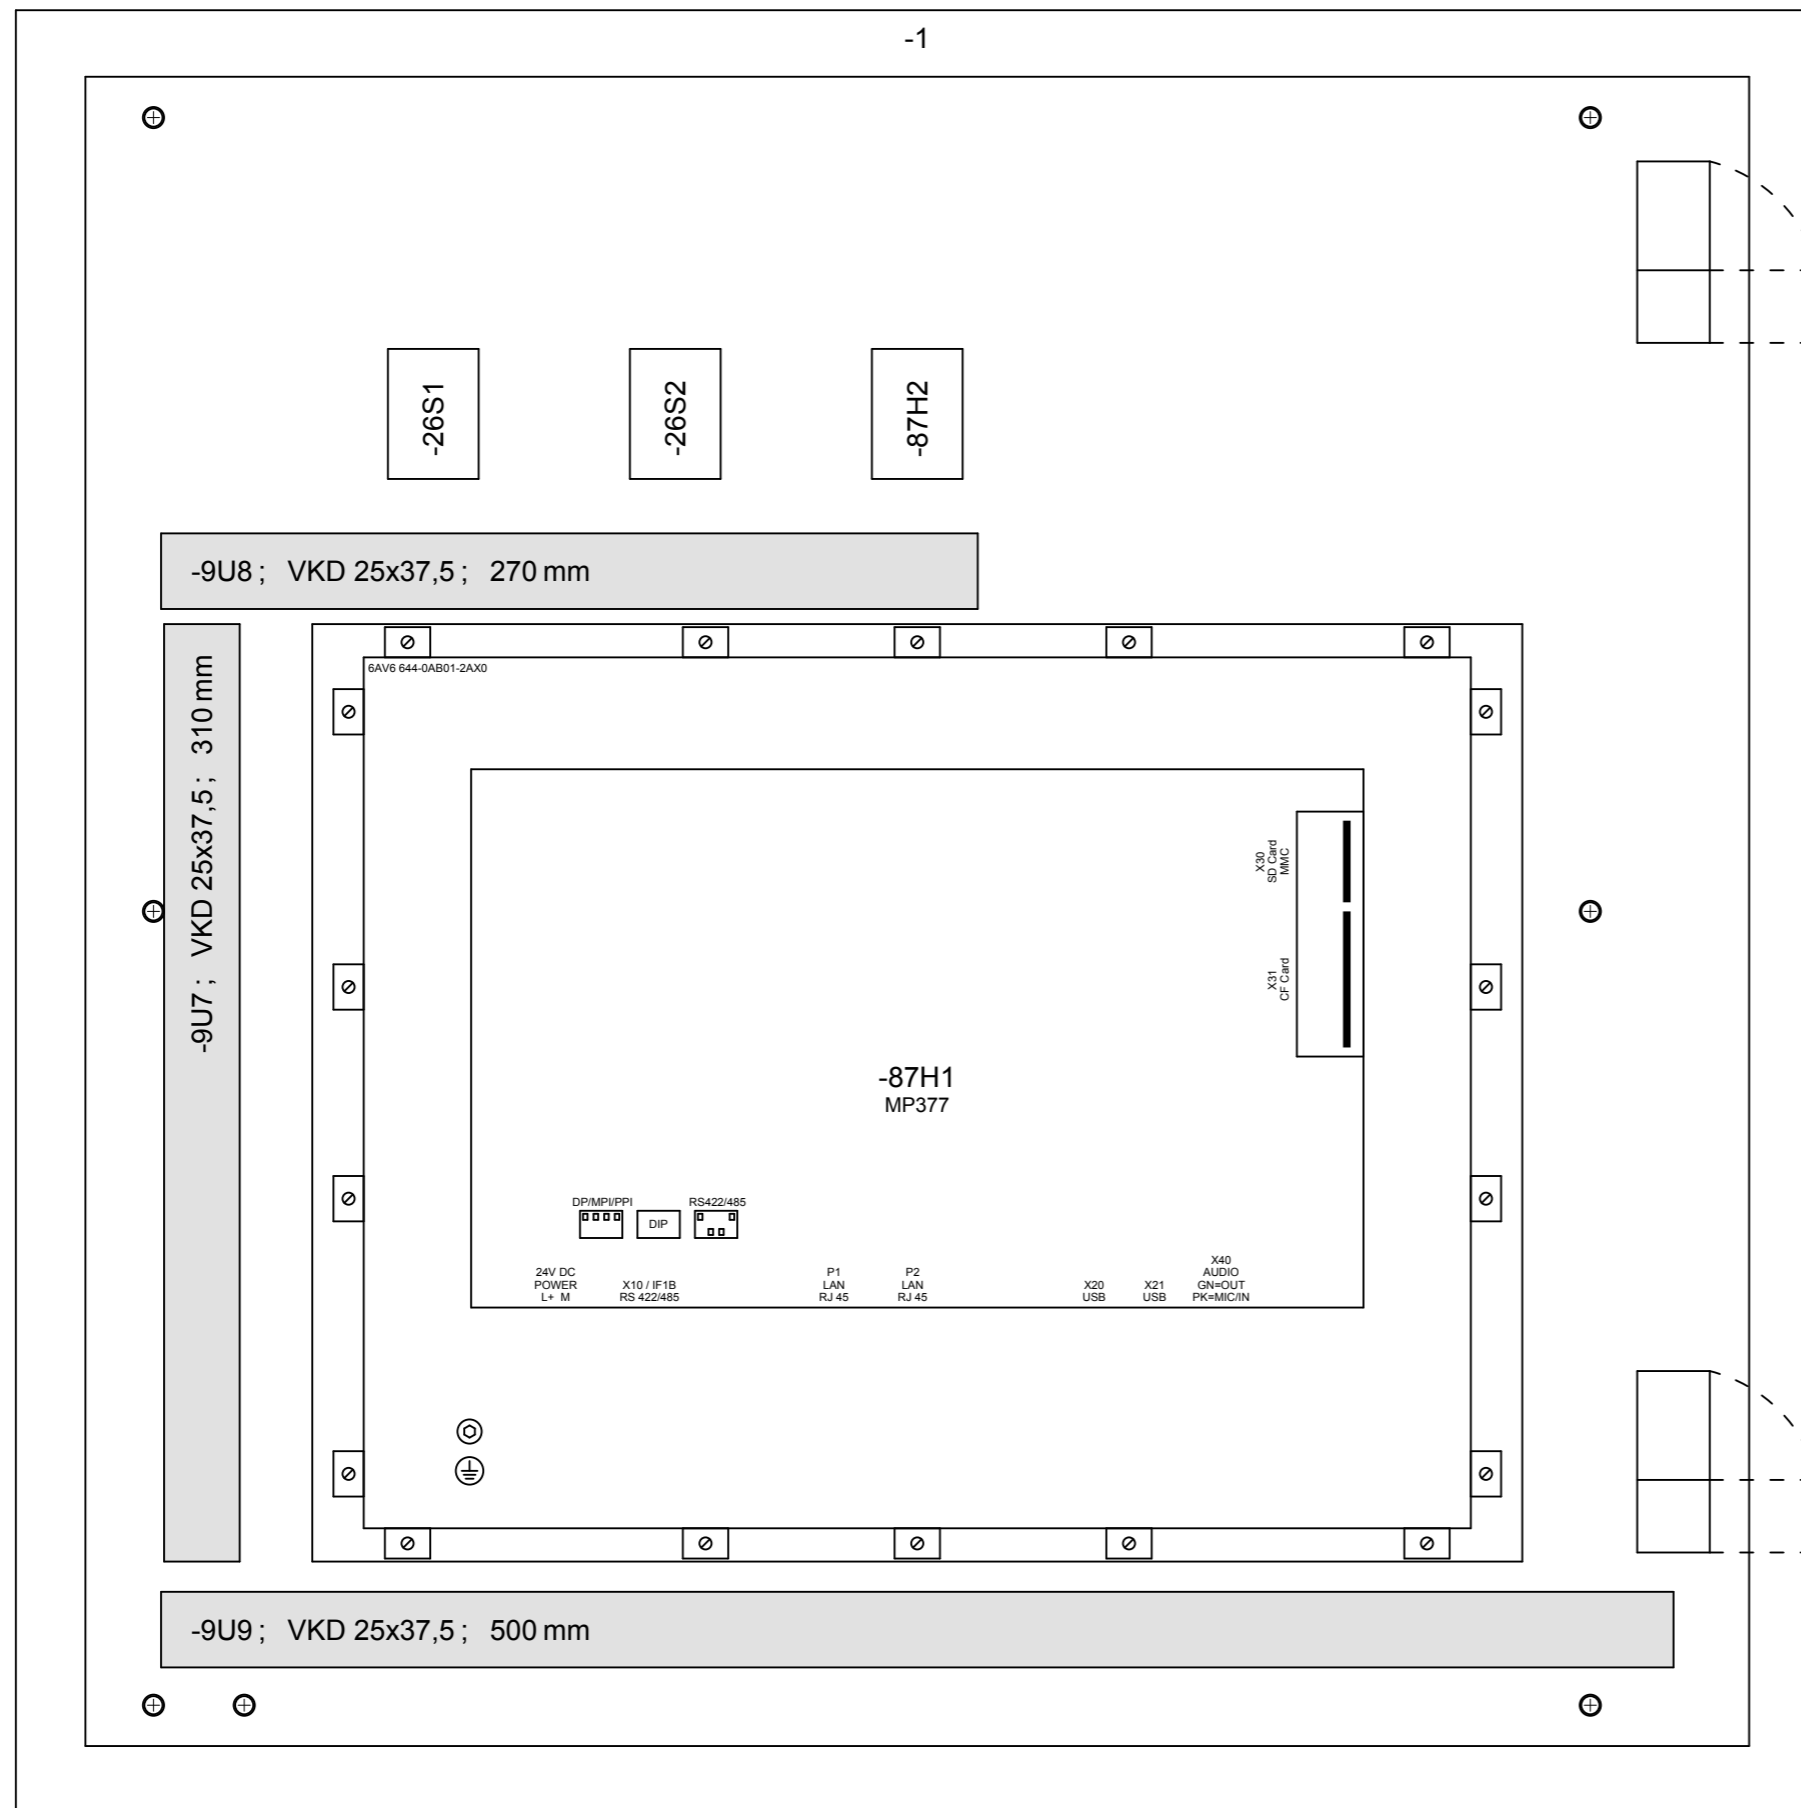 -1
-26S1
-26S2
-87H2
-9U8 ; VKD 25x37,5 ; 270 mm
-9U7 ; VKD 25x37,5 ; 310 mm
6AV6 644-0AB01-2AX0
X30
SD Card
MMC
X31
CF Card
-87H1
MP377
DP/MPI/PPI
DIP
RS422/485
24V DC
POWER
L+ M
X10 / IF1B
RS 422/485
P1
LAN
RJ 45
P2
LAN
RJ 45
X20
USB
X21
USB
X40
AUDIO
GN=OUT
PK=MIC/IN
-9U9 ; VKD 25x37,5 ; 500 mm